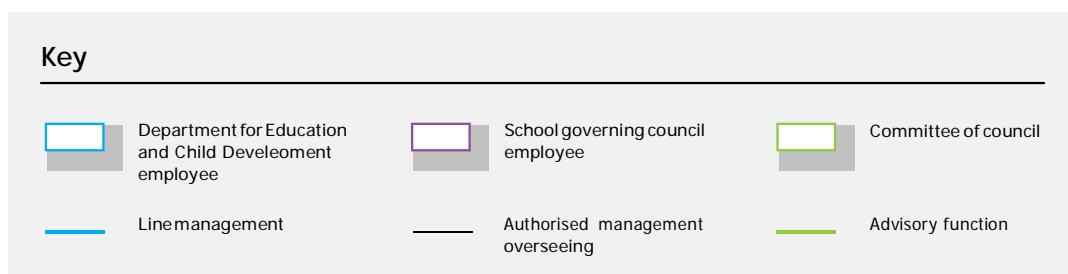 Key
Department for Education
and Child Develeoment
employee
School governing council
employee
Committee of council
Line management
Authorised management
overseeing
Advisory function